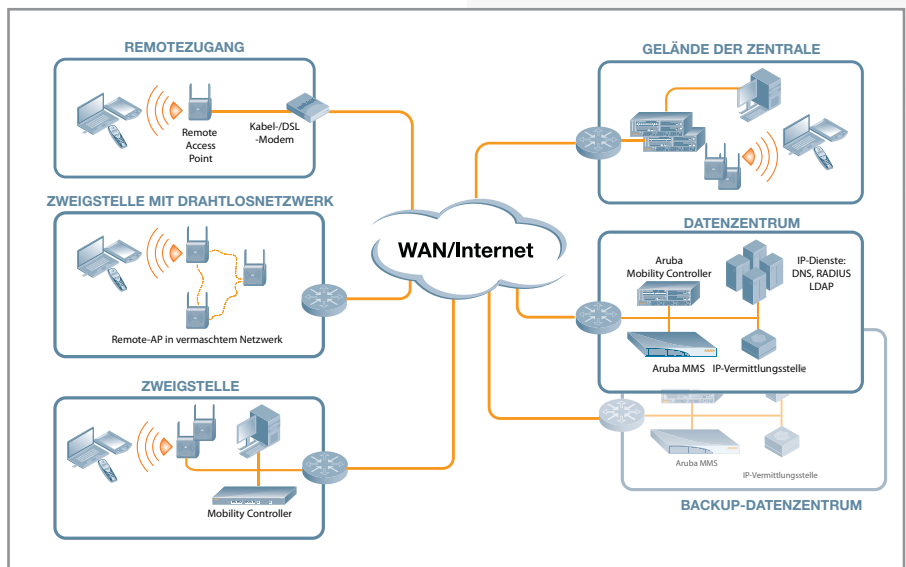 REMOTEZUGANG
Remote
Access
Point
Kabel-/DSL
-Modem
ZWEIGSTELLE MIT DRAHTLOSNETZWERK
Remote-AP in vermaschtem Netzwerk
ZWEIGSTELLE
Mobility Controller
WAN/Internet
GELÄNDE DER ZENTRALE
DATENZENTRUM
Aruba
Mobility Controller
IP-Dienste:
DNS, RADIUS
LDAP
Aruba MMS
IP-Vermittlungsstelle
Aruba MMS
IP-Vermittlungsstelle
BACKUP-DATENZENTRUM